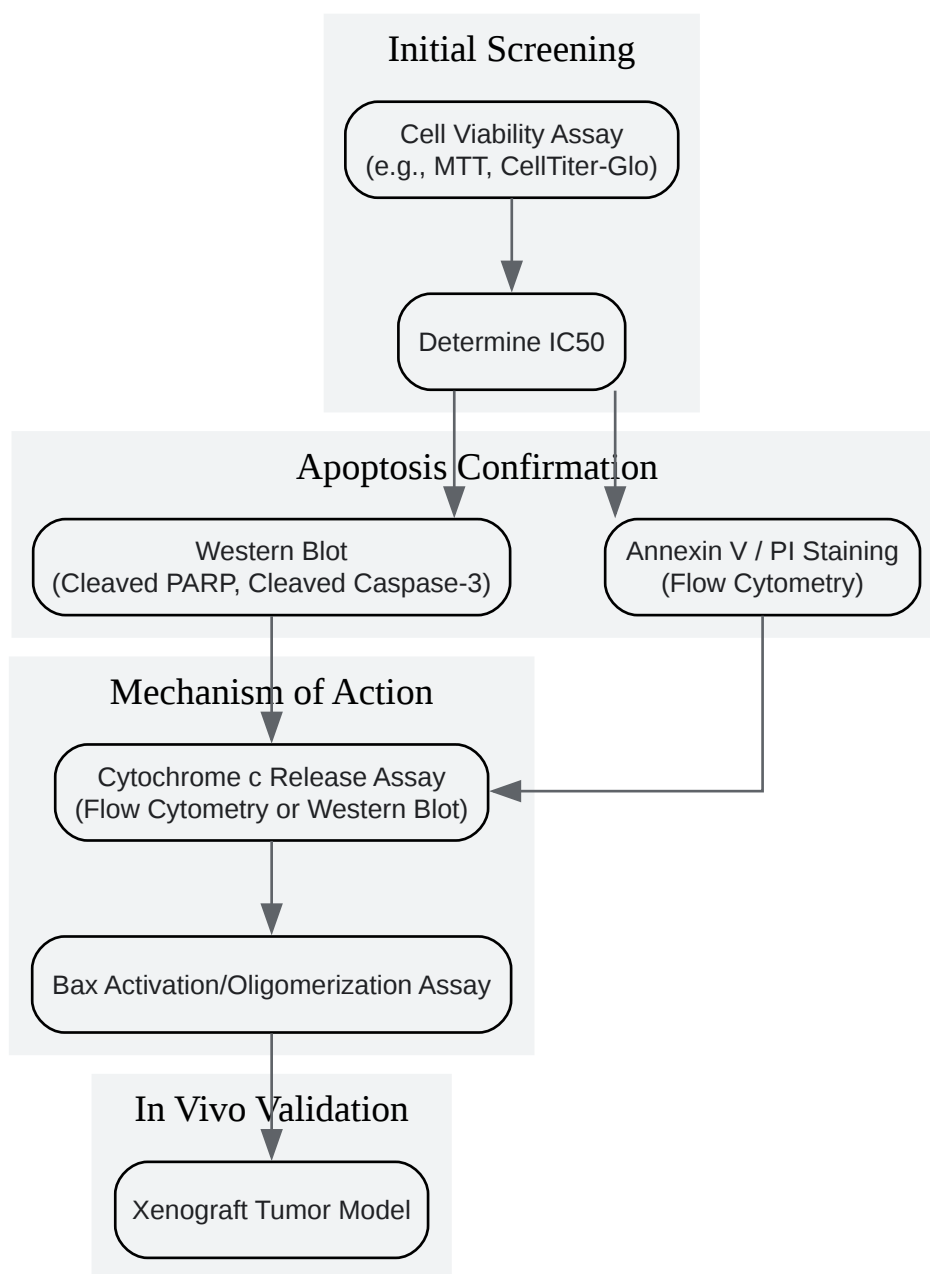 Initial Screening
Cell Viability Assay
(e.g., MTT, CellTiter-Glo)
Determine IC50
Apoptosis Confirmation
Western Blot
(Cleaved PARP, Cleaved Caspase-3)
Annexin V / PI Staining
(Flow Cytometry)
Mechanism of Action
Cytochrome c Release Assay
(Flow Cytometry or Western Blot)
Bax Activation/Oligomerization Assay
In Vivo Validation
Xenograft Tumor Model